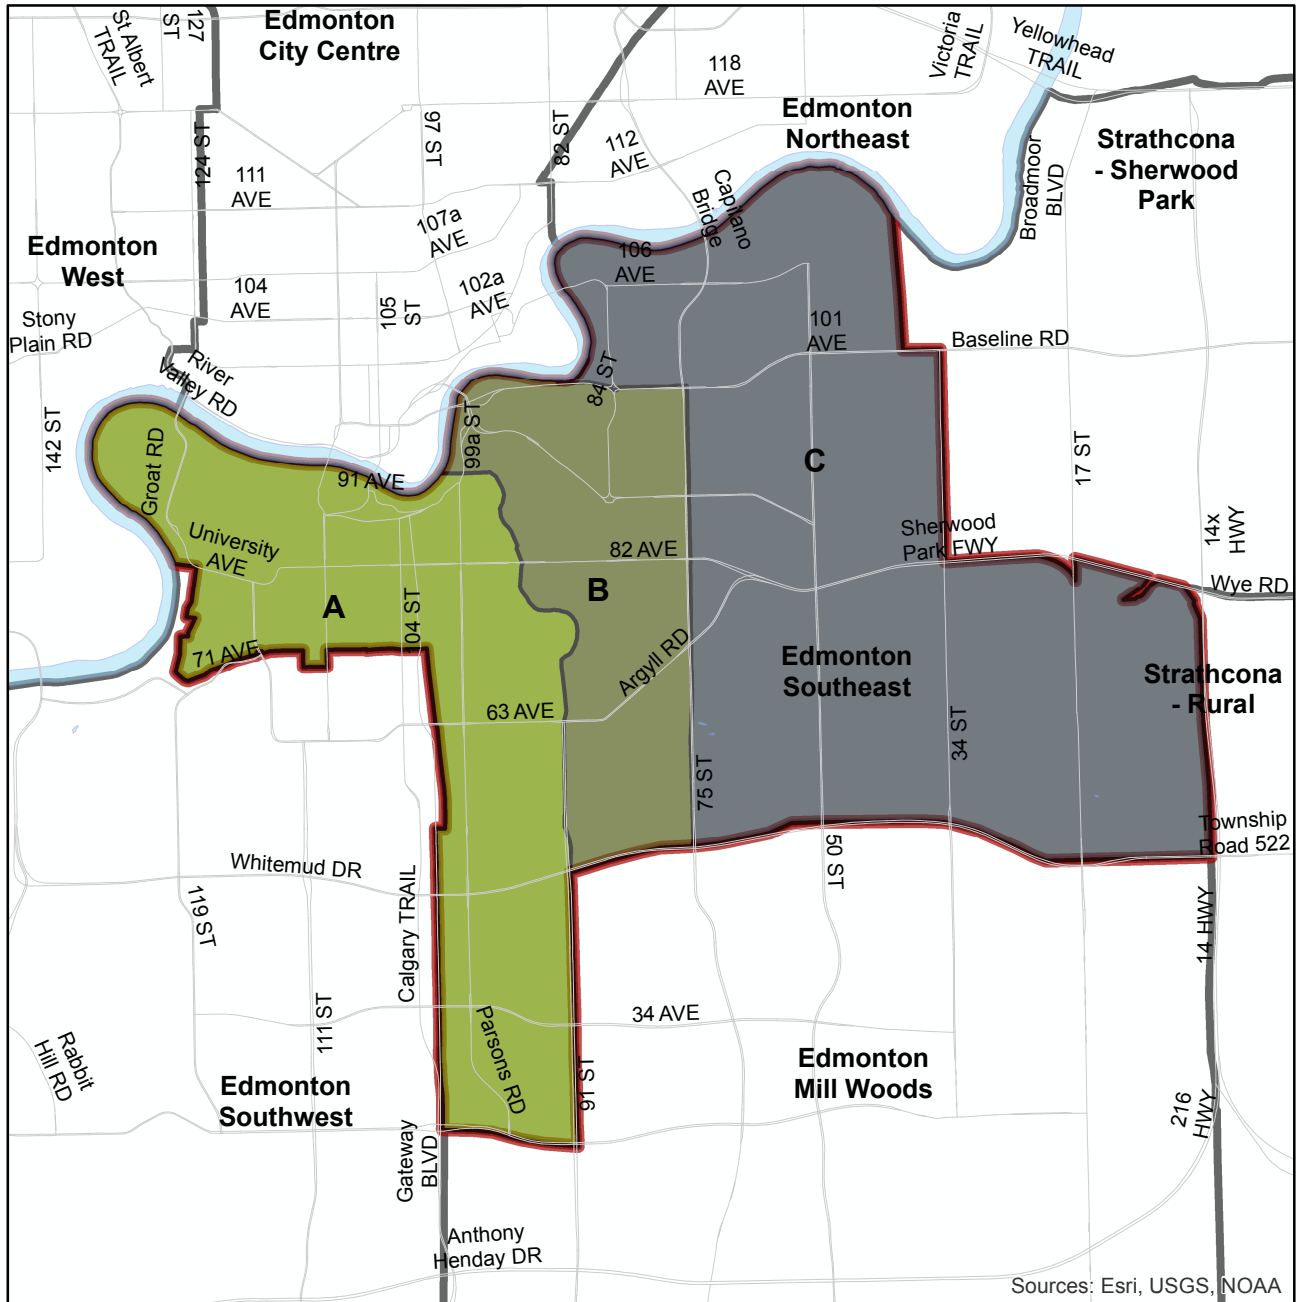 127
ST
St Albert
TRAIL
Edmonton
City Centre
Victoria
TRAIL
Yellowhead
TRAIL
118
AVE
82 ST
97 ST
124 ST
112
AVE
Edmonton
Northeast
Strathcona
- Sherwood
Park
Broadmoor
BLVD
111
AVE
Capilano
Bridge
107a
AVE
Edmonton
West
106
AVE
102a
AVE
104
AVE
105
ST
Stony
Plain RD
101
AVE
Baseline RD
River
Valley RD
84 ST
142 ST
99a ST
Groat RD
91 AVE
C
17 ST
14x
HWY
Sherwood
Park FWY
University
AVE
82 AVE
Wye RD
A
B
104 ST
71 AVE
Argyll RD
Edmonton
Southeast
Strathcona
- Rural
63 AVE
34 ST
75 ST
Township
Road 522
Whitemud DR
50 ST
Calgary TRAIL
119 ST
14 HWY
111 ST
Parsons RD
34 AVE
Rabbit
Hill RD
Edmonton
Southwest
91 ST
Edmonton
Mill Woods
216
HWY
Gateway
BLVD
Anthony
Henday DR
Sources: Esri, USGS, NOAA